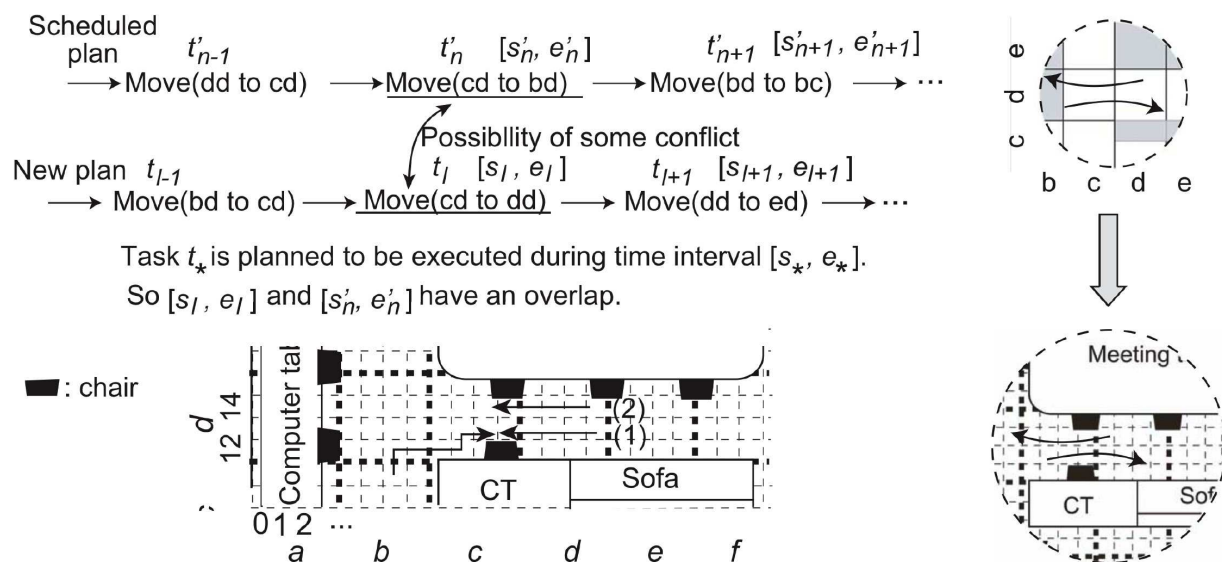 Scheduled
plan
t'n-1
t'n [s'n, e'n]
t'n+1 [s'n+1, e'n+1]
Move(dd to cd)
Move(cd to bd)
Move(bd to bc)
...
Possibllity of some conflict
New plan
tl-1
tl [sl, el]
tl+1 [sl+1, el+1]
Move(bd to cd)
Move(cd to dd)
Move(dd to ed)
...
Task t* is planned to be executed during time interval [s*, e*].
So [sl, el] and [s'n, e'n] have an overlap.
e
d
c
b c d e
: chair
d
12 14
Computer tab
(2)
(1)
CT
Sofa
0 1 2 ...
a b c d e f
Meeting
CT
Sof